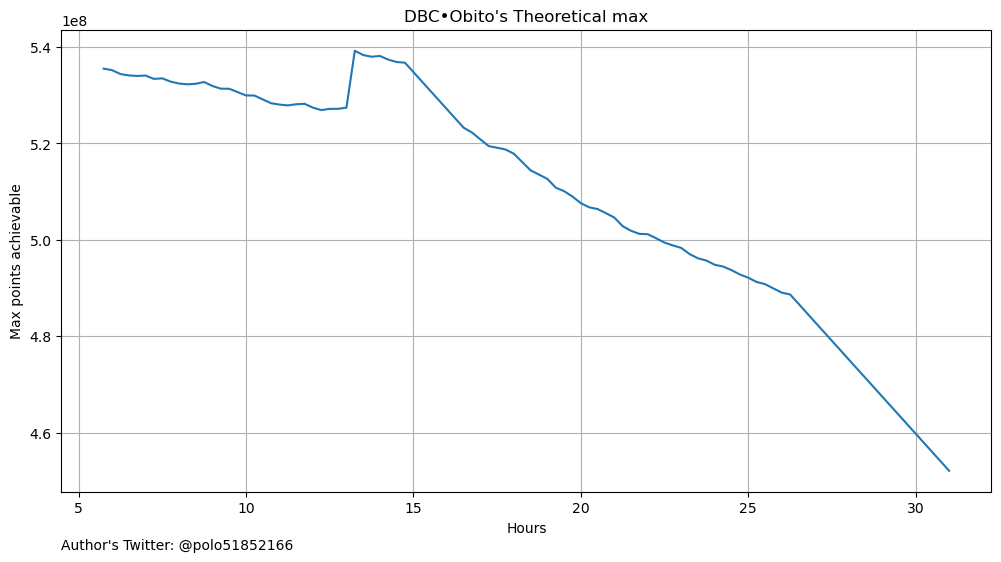 DBC•Obito's Theoretical max
1e8
5.4
5.2
5.0
4.8
4.6
Max points achievable
5 10 15 20 25 30
Hours
Author's Twitter: @polo51852166